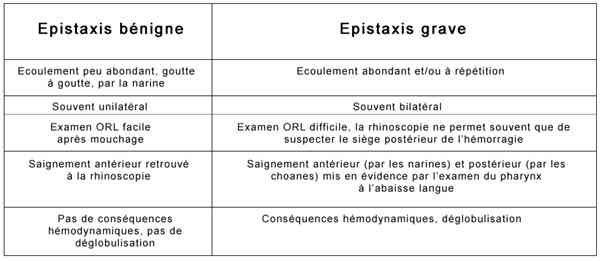 Epistaxis bénigne
Epistaxis grave
Ecoulement peu abondant, goutte
à goutte, par la narine
Ecoulement abondant et/ou à répétition
Souvent unilatéral
Souvent bilatéral
Examen ORL facile
après mouchage
Examen ORL difficile, la rhinoscopie ne permet souvent que de
suspecter le siège postérieur de l'hémorragie
Saignement antérieur retrouvé
à la rhinoscopie
Saignement antérieur (par les narines) et postérieur (par les
choanes) mis en évidence par l'examen du pharynx
à l'abaisse langue
Pas de conséquences
hémodynamiques, pas de
déglobulisation
Conséquences hémodynamiques, déglobulisation